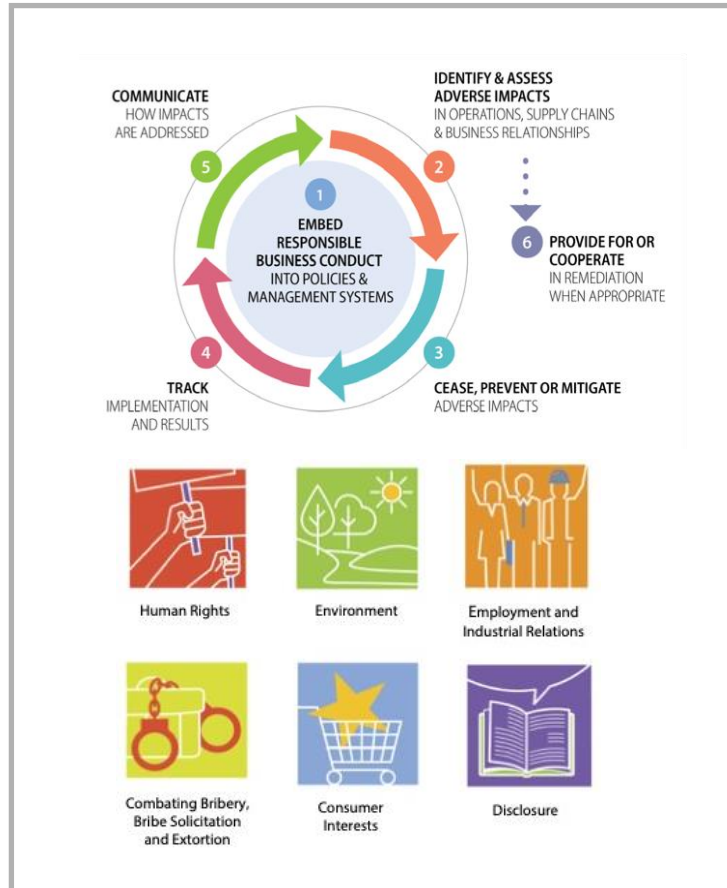 COMMUNICATE
HOW IMPACTS
ARE ADDRESSED
5
IDENTIFY & ASSESS
ADVERSE IMPACTS
IN OPERATIONS, SUPPLY CHAINS
& BUSINESS RELATIONSHIPS
2
1
EMBED
RESPONSIBLE
BUSINESS CONDUCT
INTO POLICIES &
MANAGEMENT SYSTEMS
6
PROVIDE FOR OR
COOPERATE
IN REMEDIATION
WHEN APPROPRIATE
4
TRACK
IMPLEMENTATION
AND RESULTS
3
CEASE, PREVENT OR MITIGATE
ADVERSE IMPACTS
Human Rights
Environment
Employment and
Industrial Relations
Combating Bribery,
Bribe Solicitation
and Extortion
Consumer
Interests
Disclosure